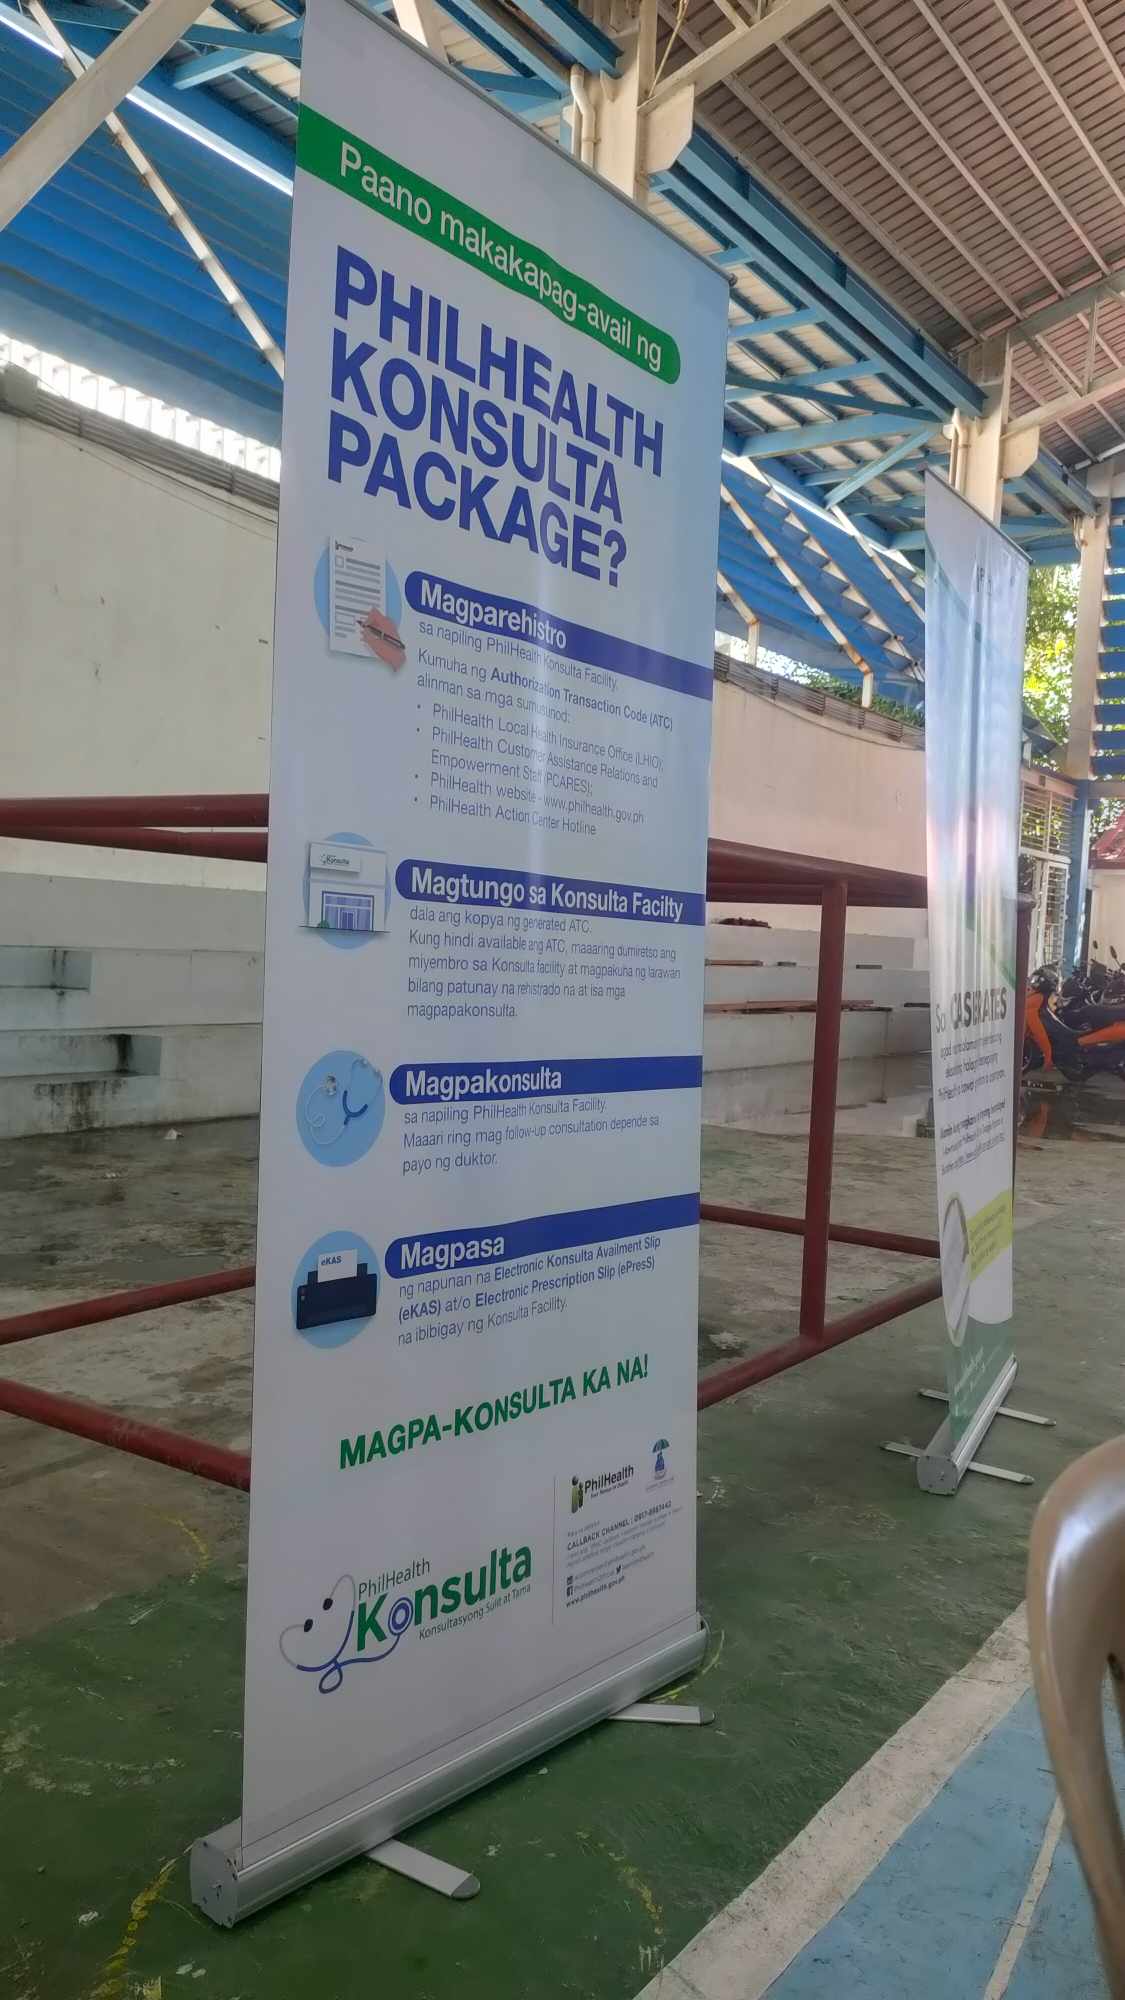 Paano makakapag-avail ng
PHILHEALTH
KONSULTA
PACKAGE?
Magparehistro
sa napiling PhilHealth Konsulta Facility.
Kumuha ng Authorization Transaction Code (ATC)
alinman sa mga sumusunod:
• PhilHealth Local Health Insurance Office (LHIO);
• PhilHealth Customer Assistance Relations and
Empowerment Staff (PCARES);
• PhilHealth website - www.philhealth.gov.ph
• PhilHealth Action Center Hotline
Konsulta
Magtungo sa Konsulta Facilty
dala ang kopya ng generated ATC.
Kung hindi available ang ATC, maaaring dumiretso ang
miyembro sa Konsulta facility at magpakuha ng larawan
bilang patunay na rehistrado na at isa mga
magpapakonsulta.
Magpakonsulta
sa napiling PhilHealth Konsulta Facility.
Maaari ring mag follow-up consultation depende sa
payo ng duktor.
eKAS
Magpasa
ng napunan na Electronic Konsulta Availment Slip
(eKAS) at/o Electronic Prescription Slip (ePresS)
na ibibigay ng Konsulta Facility.
MAGPA-KONSULTA KA NA!
PhilHealth
Konsulta
Konsultasyong Sulit at Tama
PhilHealth
CALLBACK CHANNEL
www.philhealth.gov.ph